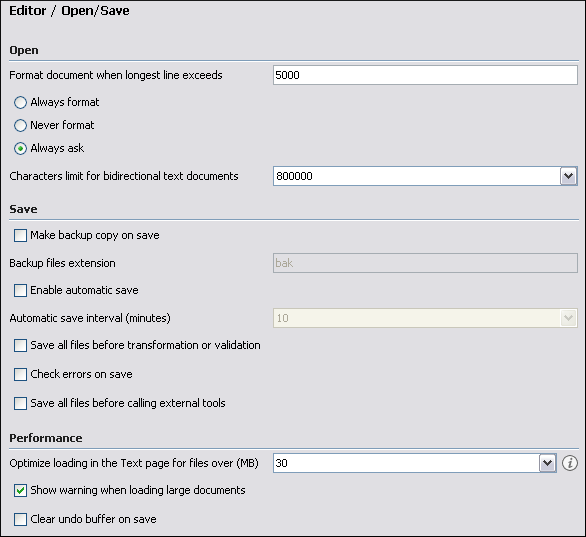 Editor / Open/Save
Open
Format document when longest line exceeds 5000
Always format
Never format
Always ask
Characters limit for bidirectional text documents 800000
Save
Make backup copy on save
Backup files extension bak
Enable automatic save
Automatic save interval (minutes) 10
Save all files before transformation or validation
Check errors on save
Save all files before calling external tools
Performance
Optimize loading in the Text page for files over (MB) 30 i
Show warning when loading large documents
Clear undo buffer on save